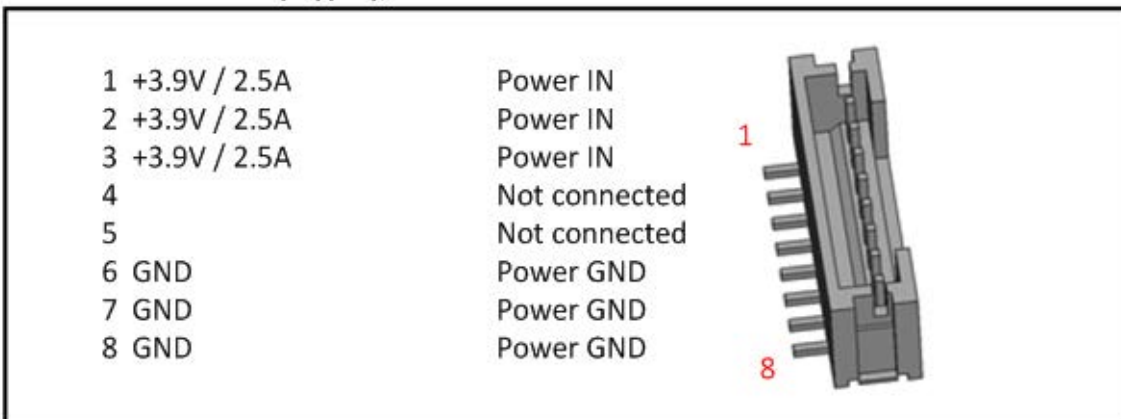 1 +3.9V / 2.5A Power IN
2 +3.9V / 2.5A Power IN
3 +3.9V / 2.5A Power IN
4 Not connected
5 Not connected
6 GND Power GND
7 GND Power GND
8 GND Power GND
1
8